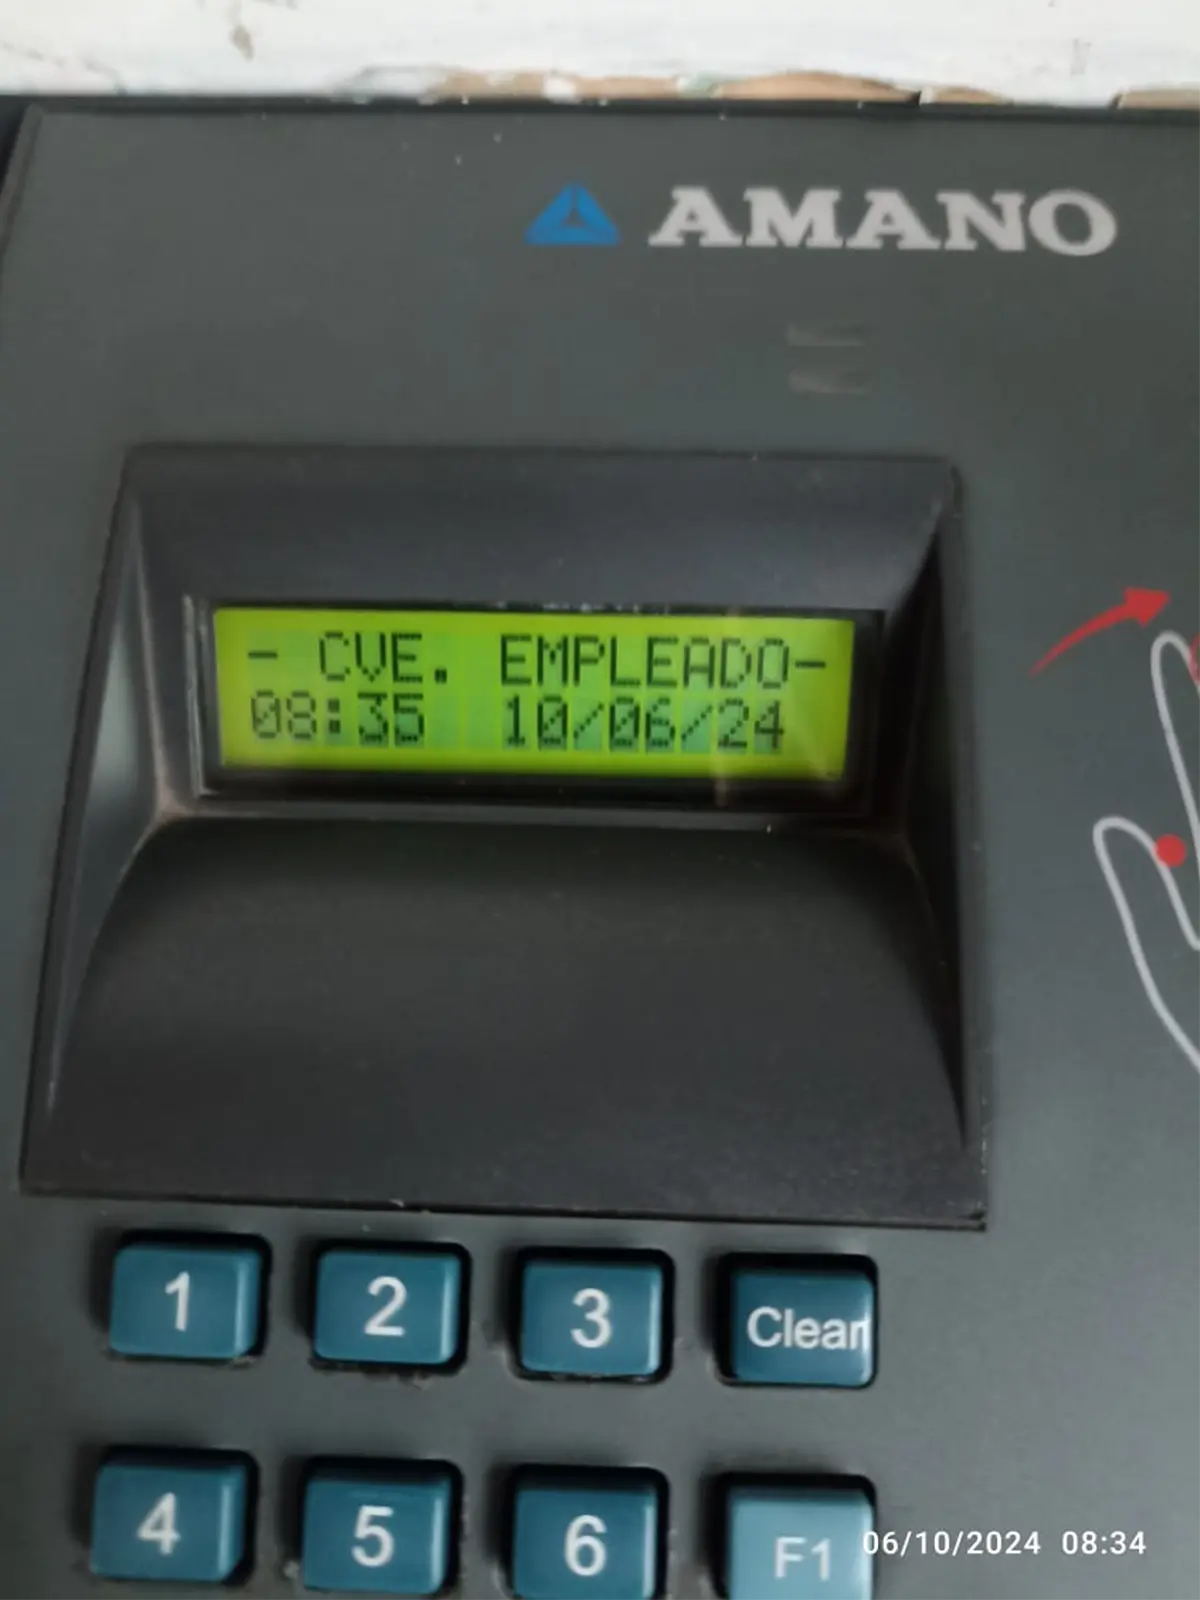 AMANO
- CVE. EMPLEADO-
08:35 10/06/24
1 2 3 Clear
4 5 6 F1
06/10/2024 08:34